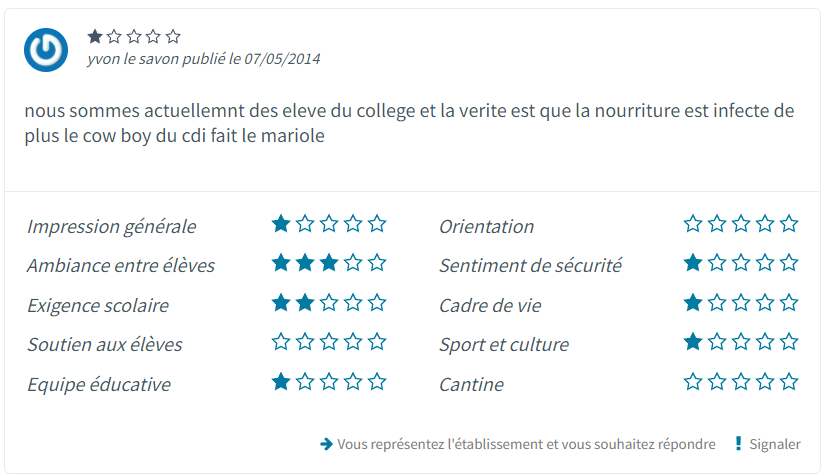 yvon le savon publié le 07/05/2014
nous sommes actuellemnt des eleve du college et la verite est que la nourriture est infecte de
plus le cow boy du cdi fait le mariole
Impression générale
Ambiance entre élèves
Exigence scolaire
Soutien aux élèves
Equipe éducative
Orientation
Sentiment de sécurité
Cadre de vie
Sport et culture
Cantine
Vous représentez l'établissement et vous souhaitez répondre
Signaler